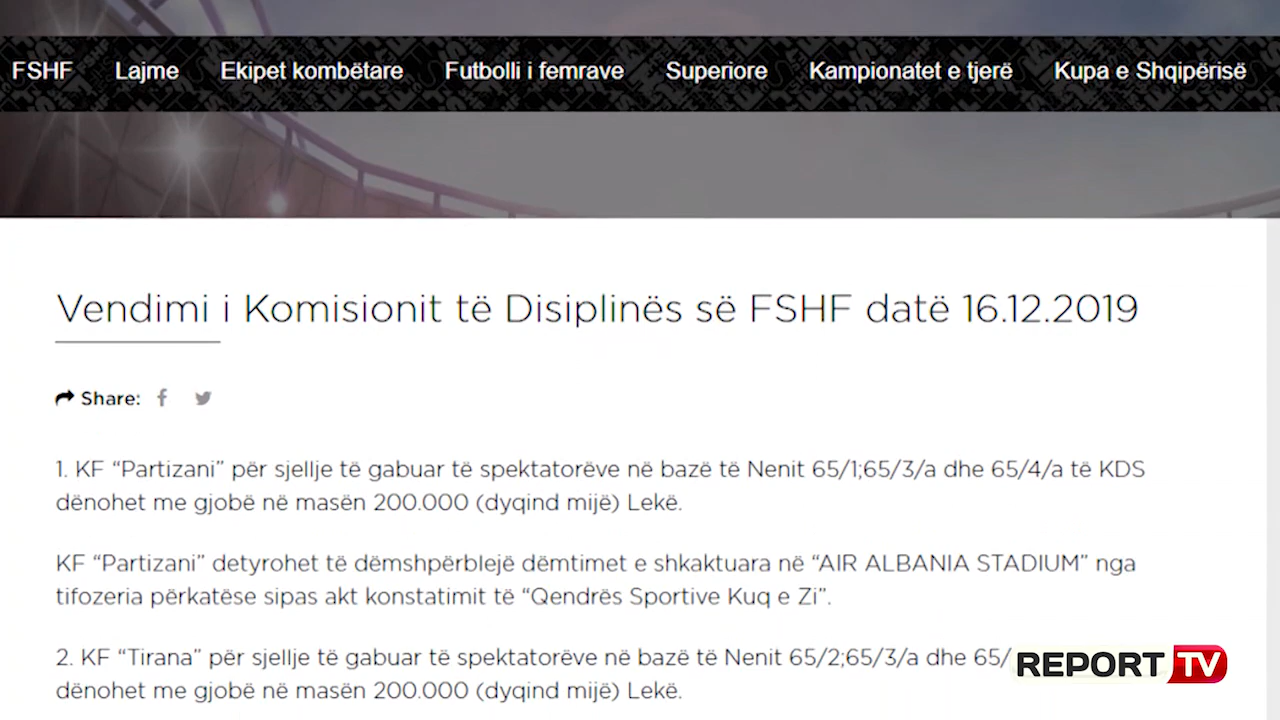 FSHF Lajme Ekipet kombëtare Futbolli i femrave Superiore Kampionatet e tjerë Kupa e Shqipërisë
Vendimi i Komisionit të Disiplinës së FSHF datë 16.12.2019
Share:
1. KF “Partizani” për sjellje të gabuar të spektatorëve në bazë të Nenit 65/1;65/3/a dhe 65/4/a të KDS
dënohet me gjobë në masën 200.000 (dyqind mijë) Lekë.
KF “Partizani” detyrohet të dëmshpërblejë dëmtimet e shkaktuara në “AIR ALBANIA STADIUM” nga
tifozeria përkatëse sipas akt konstatimit të “Qendrës Sportive Kuq e Zi”.
2. KF “Tirana” për sjellje të gabuar të spektatorëve në bazë të Nenit 65/2;65/3/a dhe 65/
dënohet me gjobë në masën 200.000 (dyqind mijë) Lekë.
REPORT TV